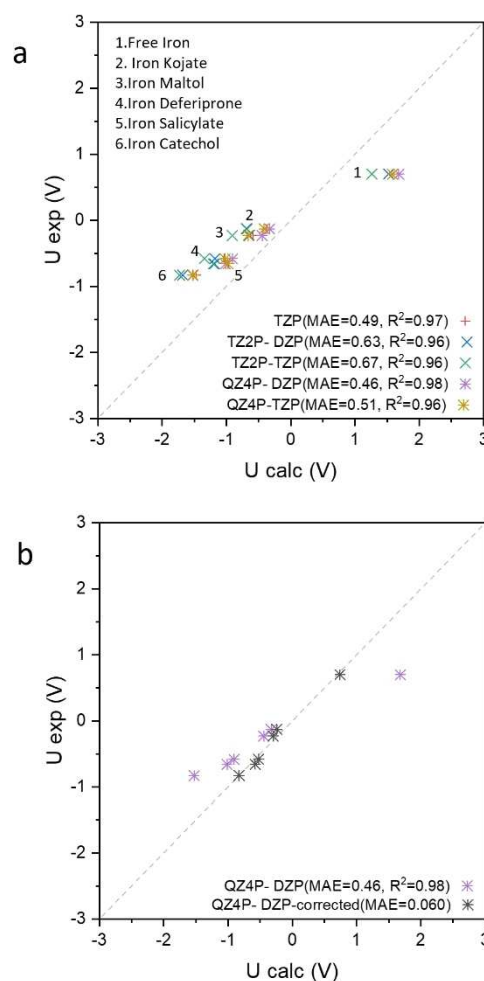 a
1.Free Iron
2. Iron Kojate
3.Iron Maltol
4.Iron Deferiprone
5.Iron Salicylate
6.Iron Catechol
3
2
1
0
-1
-2
-3
U exp (V)
1
2
3
4
5
6
TZP(MAE=0.49, R²=0.97)
TZ2P- DZP(MAE=0.63, R²=0.96)
TZ2P-TZP(MAE=0.67, R²=0.96)
QZ4P- DZP(MAE=0.46, R²=0.98)
QZ4P-TZP(MAE=0.51, R²=0.96)
-3 -2 -1 0 1 2 3
U calc (V)
b
3
2
1
0
-1
-2
-3
U exp (V)
QZ4P- DZP(MAE=0.46, R²=0.98)
QZ4P- DZP-corrected(MAE=0.060)
-3 -2 -1 0 1 2 3
U calc (V)